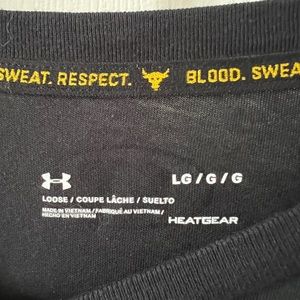 SWEAT. RESPECT. BLOOD. SWEA
LG / G / G
LOOSE / COUPE LÂCHE / SUELTO
MADE IN VIETNAM / FABRIQUÉ AU VIETNAM /
HECHO EN VIETNAM
HEATGEAR